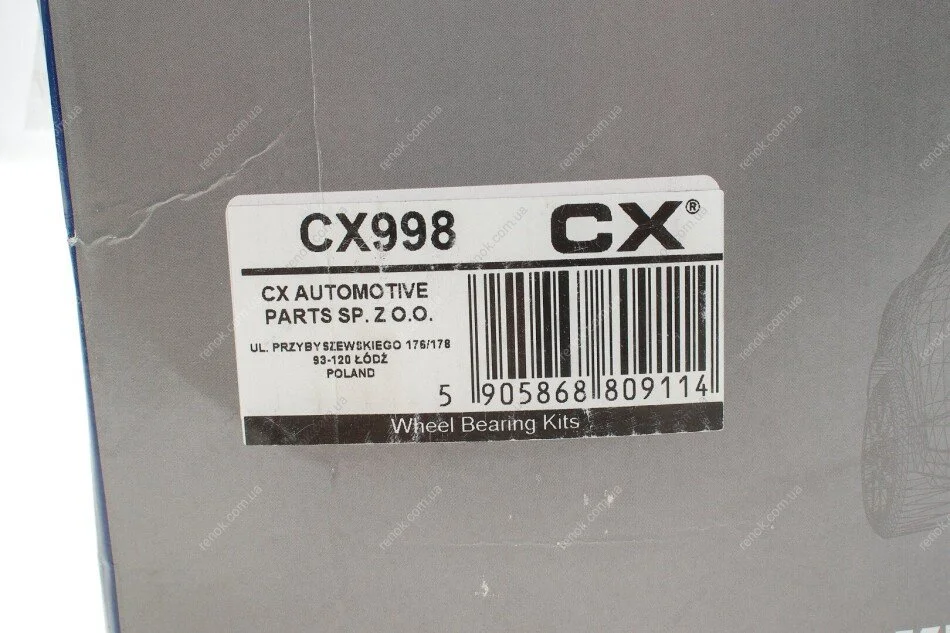 CX998
CX®
CX AUTOMOTIVE
PARTS SP. Z O.O.
UL. PRZYBYSZEWSKIEGO 176/178
93-120 ŁÓDŹ
POLAND
5 905868 809114
Wheel Bearing Kits
renok.com.ua